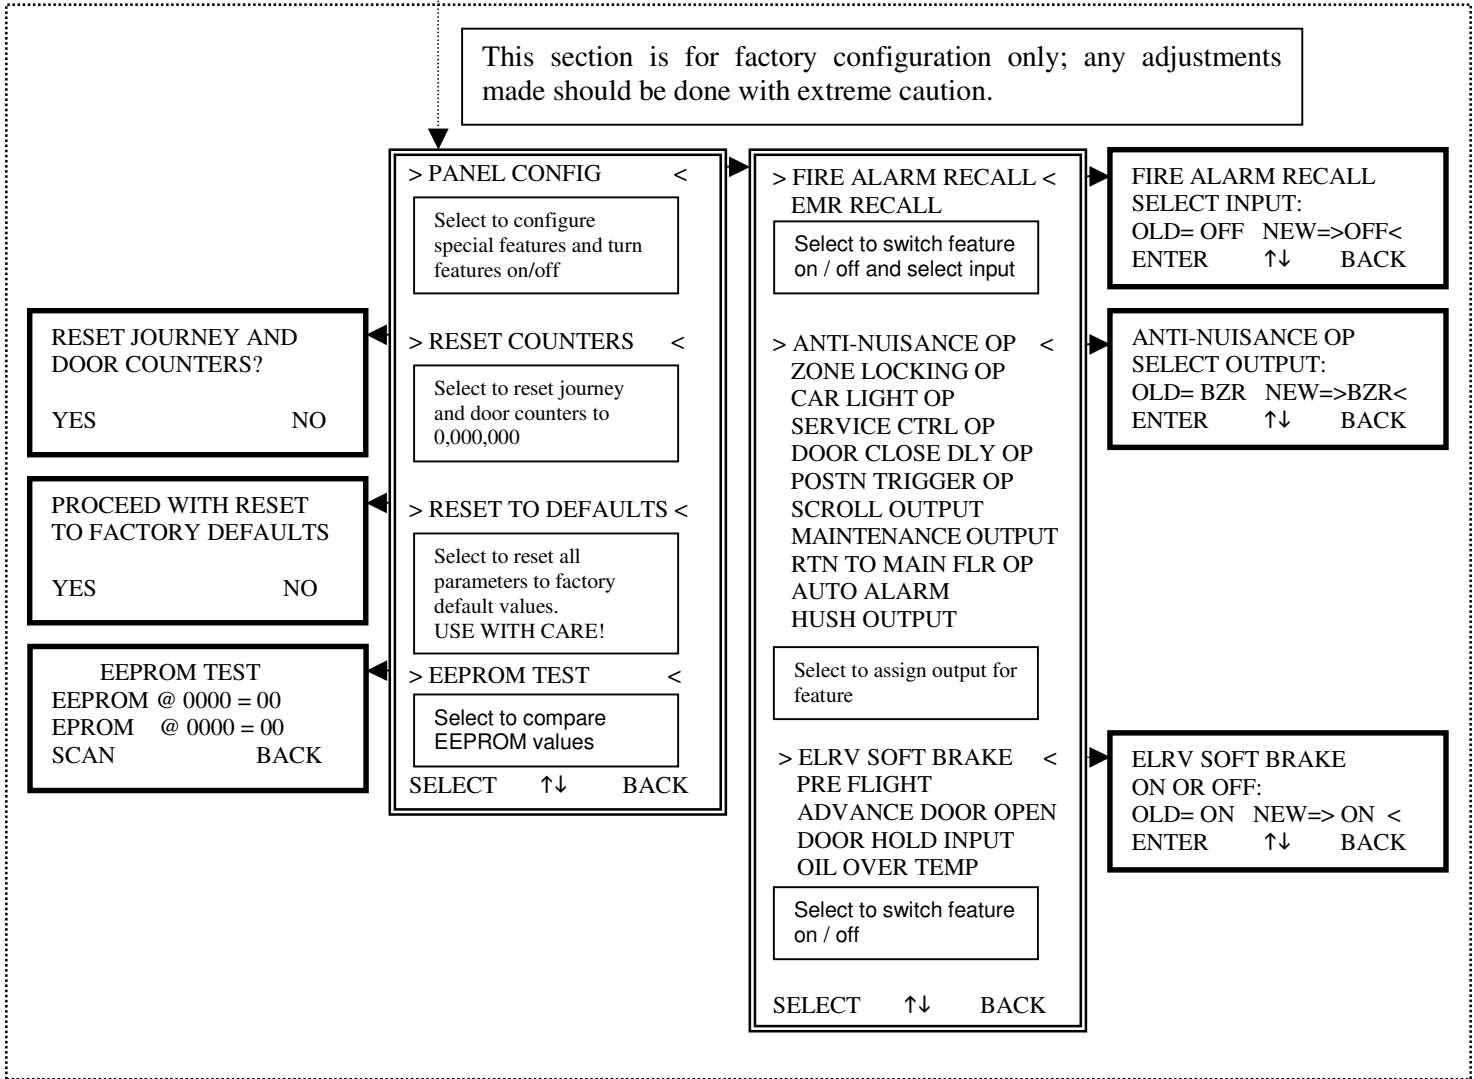 This section is for factory configuration only; any adjustments
made should be done with extreme caution.
> PANEL CONFIG <
Select to configure
special features and turn
features on/off
> RESET COUNTERS <
Select to reset journey
and door counters to
0,000,000
> RESET TO DEFAULTS <
Select to reset all
parameters to factory
default values.
USE WITH CARE!
> EEPROM TEST <
Select to compare
EEPROM values
SELECT ↑↓ BACK
RESET JOURNEY AND
DOOR COUNTERS?
YES NO
PROCEED WITH RESET
TO FACTORY DEFAULTS
YES NO
EEPROM TEST
EEPROM @ 0000 = 00
EPROM @ 0000 = 00
SCAN BACK
> FIRE ALARM RECALL <
EMR RECALL
Select to switch feature
on / off and select input
> ANTI-NUISANCE OP <
ZONE LOCKING OP
CAR LIGHT OP
SERVICE CTRL OP
DOOR CLOSE DLY OP
POSTN TRIGGER OP
SCROLL OUTPUT
MAINTENANCE OUTPUT
RTN TO MAIN FLR OP
AUTO ALARM
HUSH OUTPUT
Select to assign output for
feature
> ELRV SOFT BRAKE <
PRE FLIGHT
ADVANCE DOOR OPEN
DOOR HOLD INPUT
OIL OVER TEMP
Select to switch feature
on / off
SELECT ↑↓ BACK
FIRE ALARM RECALL
SELECT INPUT:
OLD= OFF NEW=>OFF<
ENTER ↑↓ BACK
ANTI-NUISANCE OP
SELECT OUTPUT:
OLD= BZR NEW=>BZR<
ENTER ↑↓ BACK
ELRV SOFT BRAKE
ON OR OFF:
OLD= ON NEW=> ON <
ENTER ↑↓ BACK